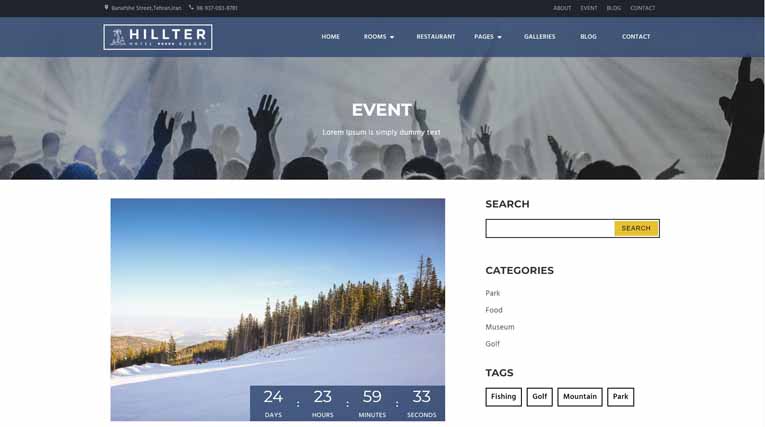 Banafshe Street,Tehran,Iran 98 937-083-8781 ABOUT EVENT BLOG CONTACT
HILLTER
HOTEL RESORT
HOME ROOMS RESTAURANT PAGES GALLERIES BLOG CONTACT
EVENT
Lorem Ipsum is simply dummy text
SEARCH
SEARCH
CATEGORIES
Park
Food
Museum
Golf
TAGS
Fishing Golf Mountain Park
24 : 23 : 59 : 33
DAYS HOURS MINUTES SECONDS